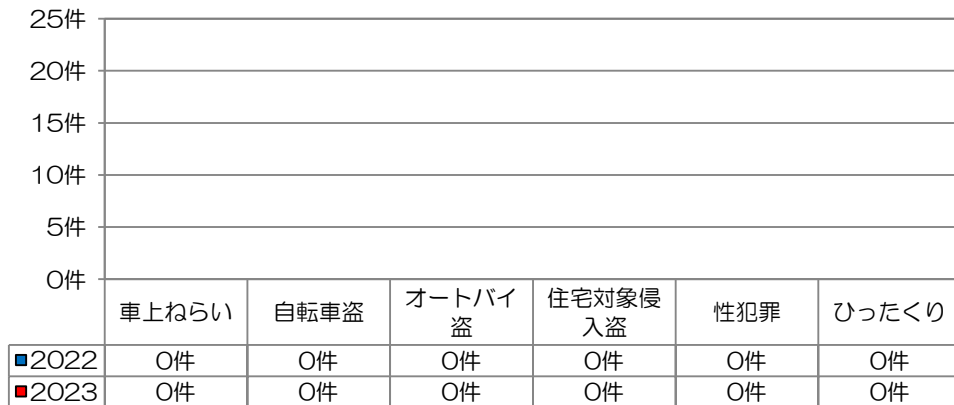 25件
20件
15件
10件
5件
0件
車上ねらい 自転車盗 オートバイ盗 住宅対象侵入盗 性犯罪 ひったくり
2022 0件 0件 0件 0件 0件 0件
2023 0件 0件 0件 0件 0件 0件